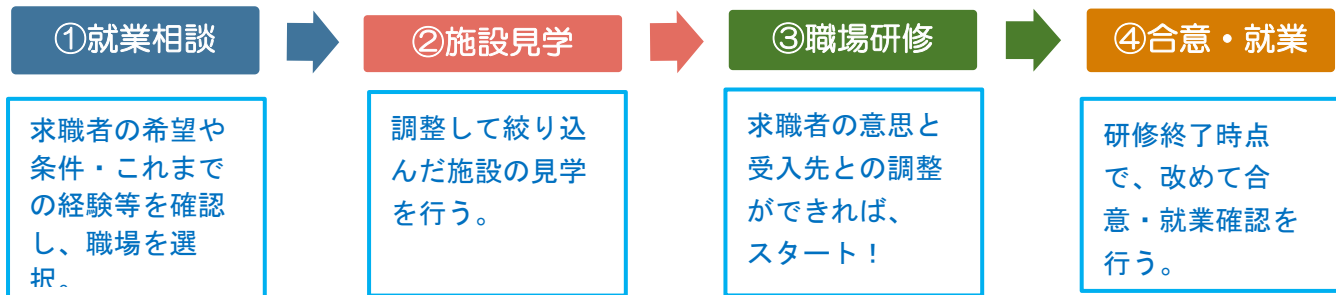 ①就業相談
②施設見学
③職場研修
④合意・就業
求職者の希望や
条件・これまで
の経験等を確認
し、職場を選
択。
調整して絞り込
んだ施設の見学
を行う。
求職者の意思と
受入先との調整
ができれば、
スタート！
研修終了時点
で、改めて合
意・就業確認を
行う。